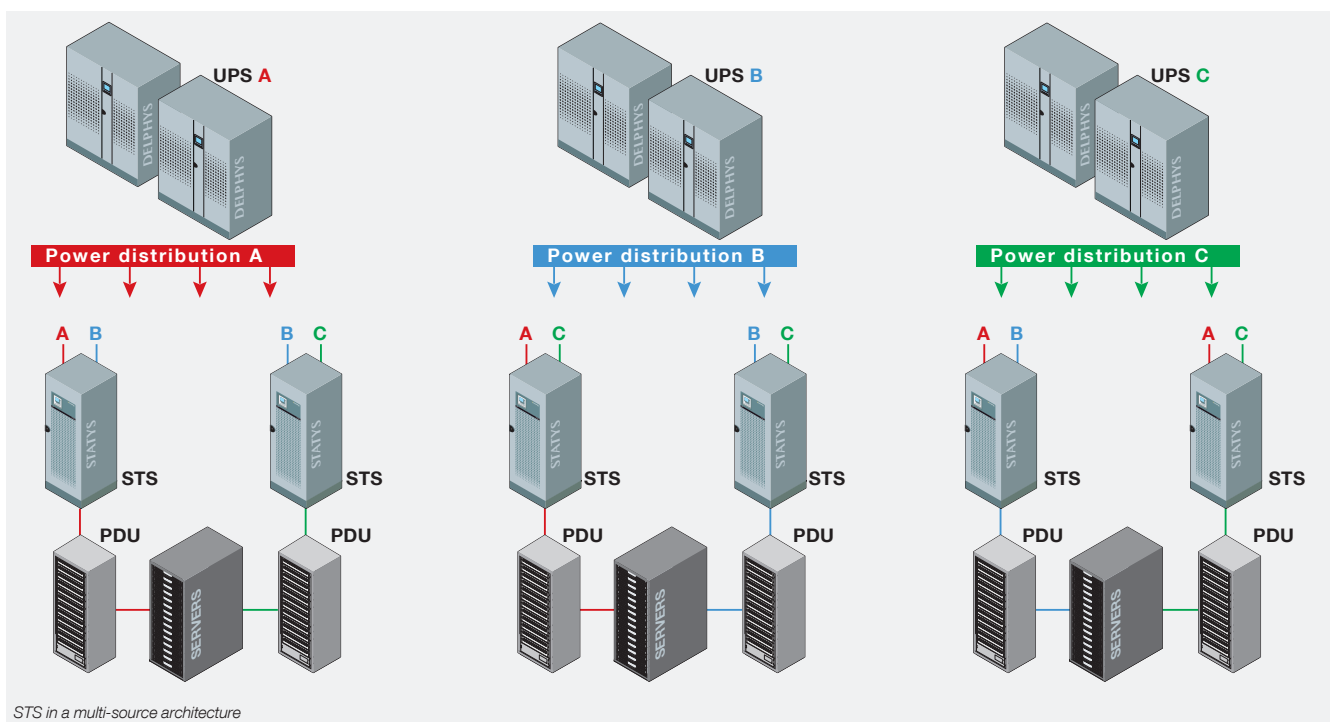 UPS A
DELPHYS
DELPHYS
UPS B
DELPHYS
DELPHYS
UPS C
DELPHYS
DELPHYS
Power distribution A
Power distribution B
Power distribution C
A B
B C
A C
B C
A B
A C
STATYS
STATYS
STATYS
STATYS
STATYS
STATYS
STS
STS
STS
STS
STS
STS
PDU
PDU
PDU
PDU
PDU
PDU
SERVERS
SERVERS
SERVERS
STS in a multi-source architecture